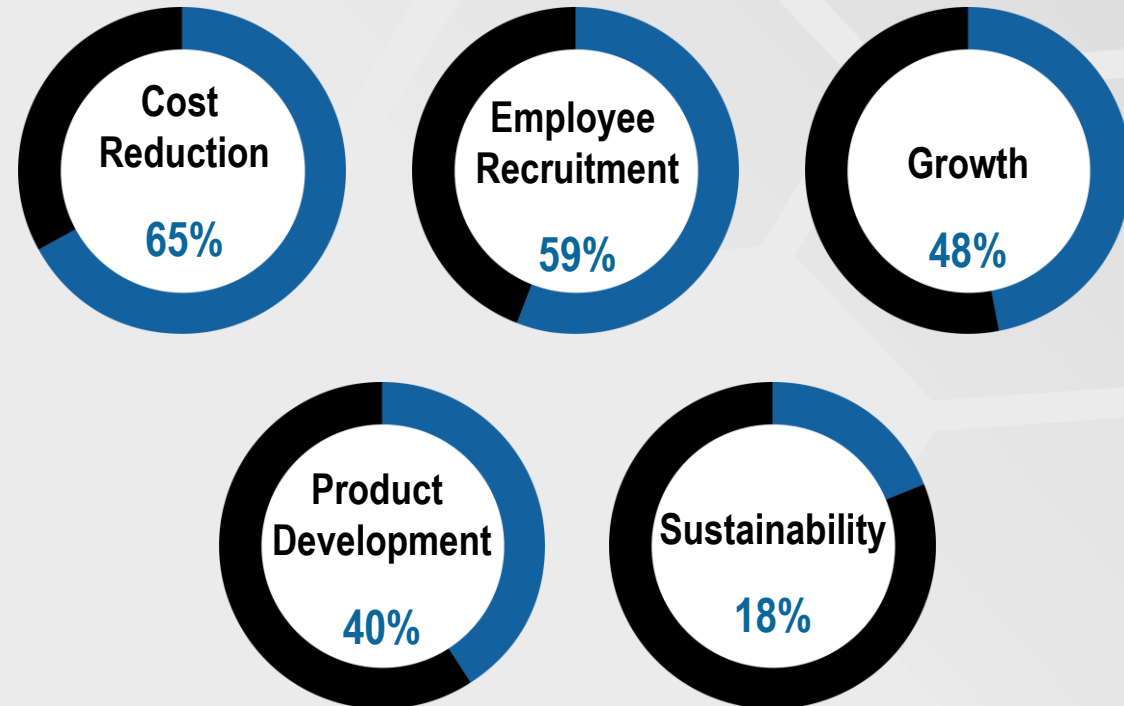 Cost
Reduction
65%
Employee
Recruitment
59%
Growth
48%
Product
Development
40%
Sustainability
18%